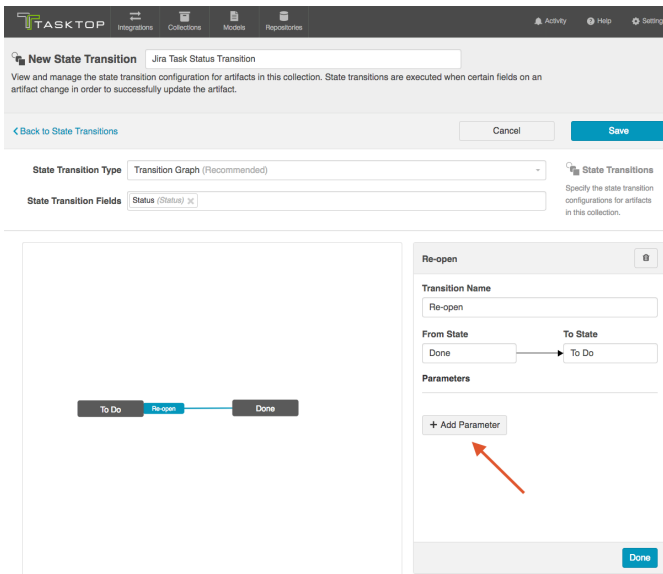 TASKTOP
Integrations
Collections
Models
Repositories
Activity
Help
New State Transition
Jira Task Status Transition
View and manage the state transition configuration for artifacts in this collection. State transitions are executed when certain fields on an
artifact change in order to successfully update the artifact.
Back to State Transitions
Cancel
Save
State Transition Type
Transition Graph (Recommended)
State Transition Fields
Status (Status)
State Transitions
Specify the state transition
configurations for artifacts
in this collection.
Re-open
Transition Name
Re-open
From State
To State
Done
To Do
Parameters
+ Add Parameter
To Do
Re-open
Done
Done